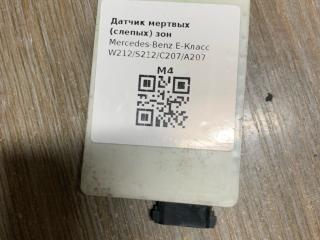 Датчик мертвых
(слепых) зон
Mercedes-Benz E-Класс
W212/S212/C207/A207
M4